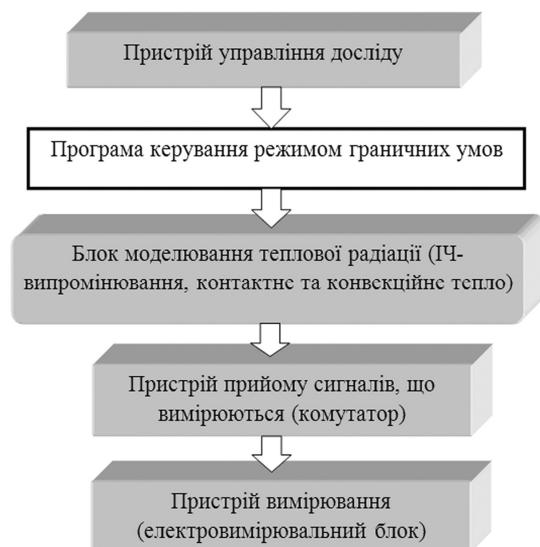 Пристрій управління досліду
Програма керування режимом граничних умов
Блок моделювання теплової радіації (ІЧ-
випромінювання, контактне та конвекційне тепло)
Пристрій прийому сигналів, що
вимірюються (комутатор)
Пристрій вимірювання
(електровимірювальний блок)